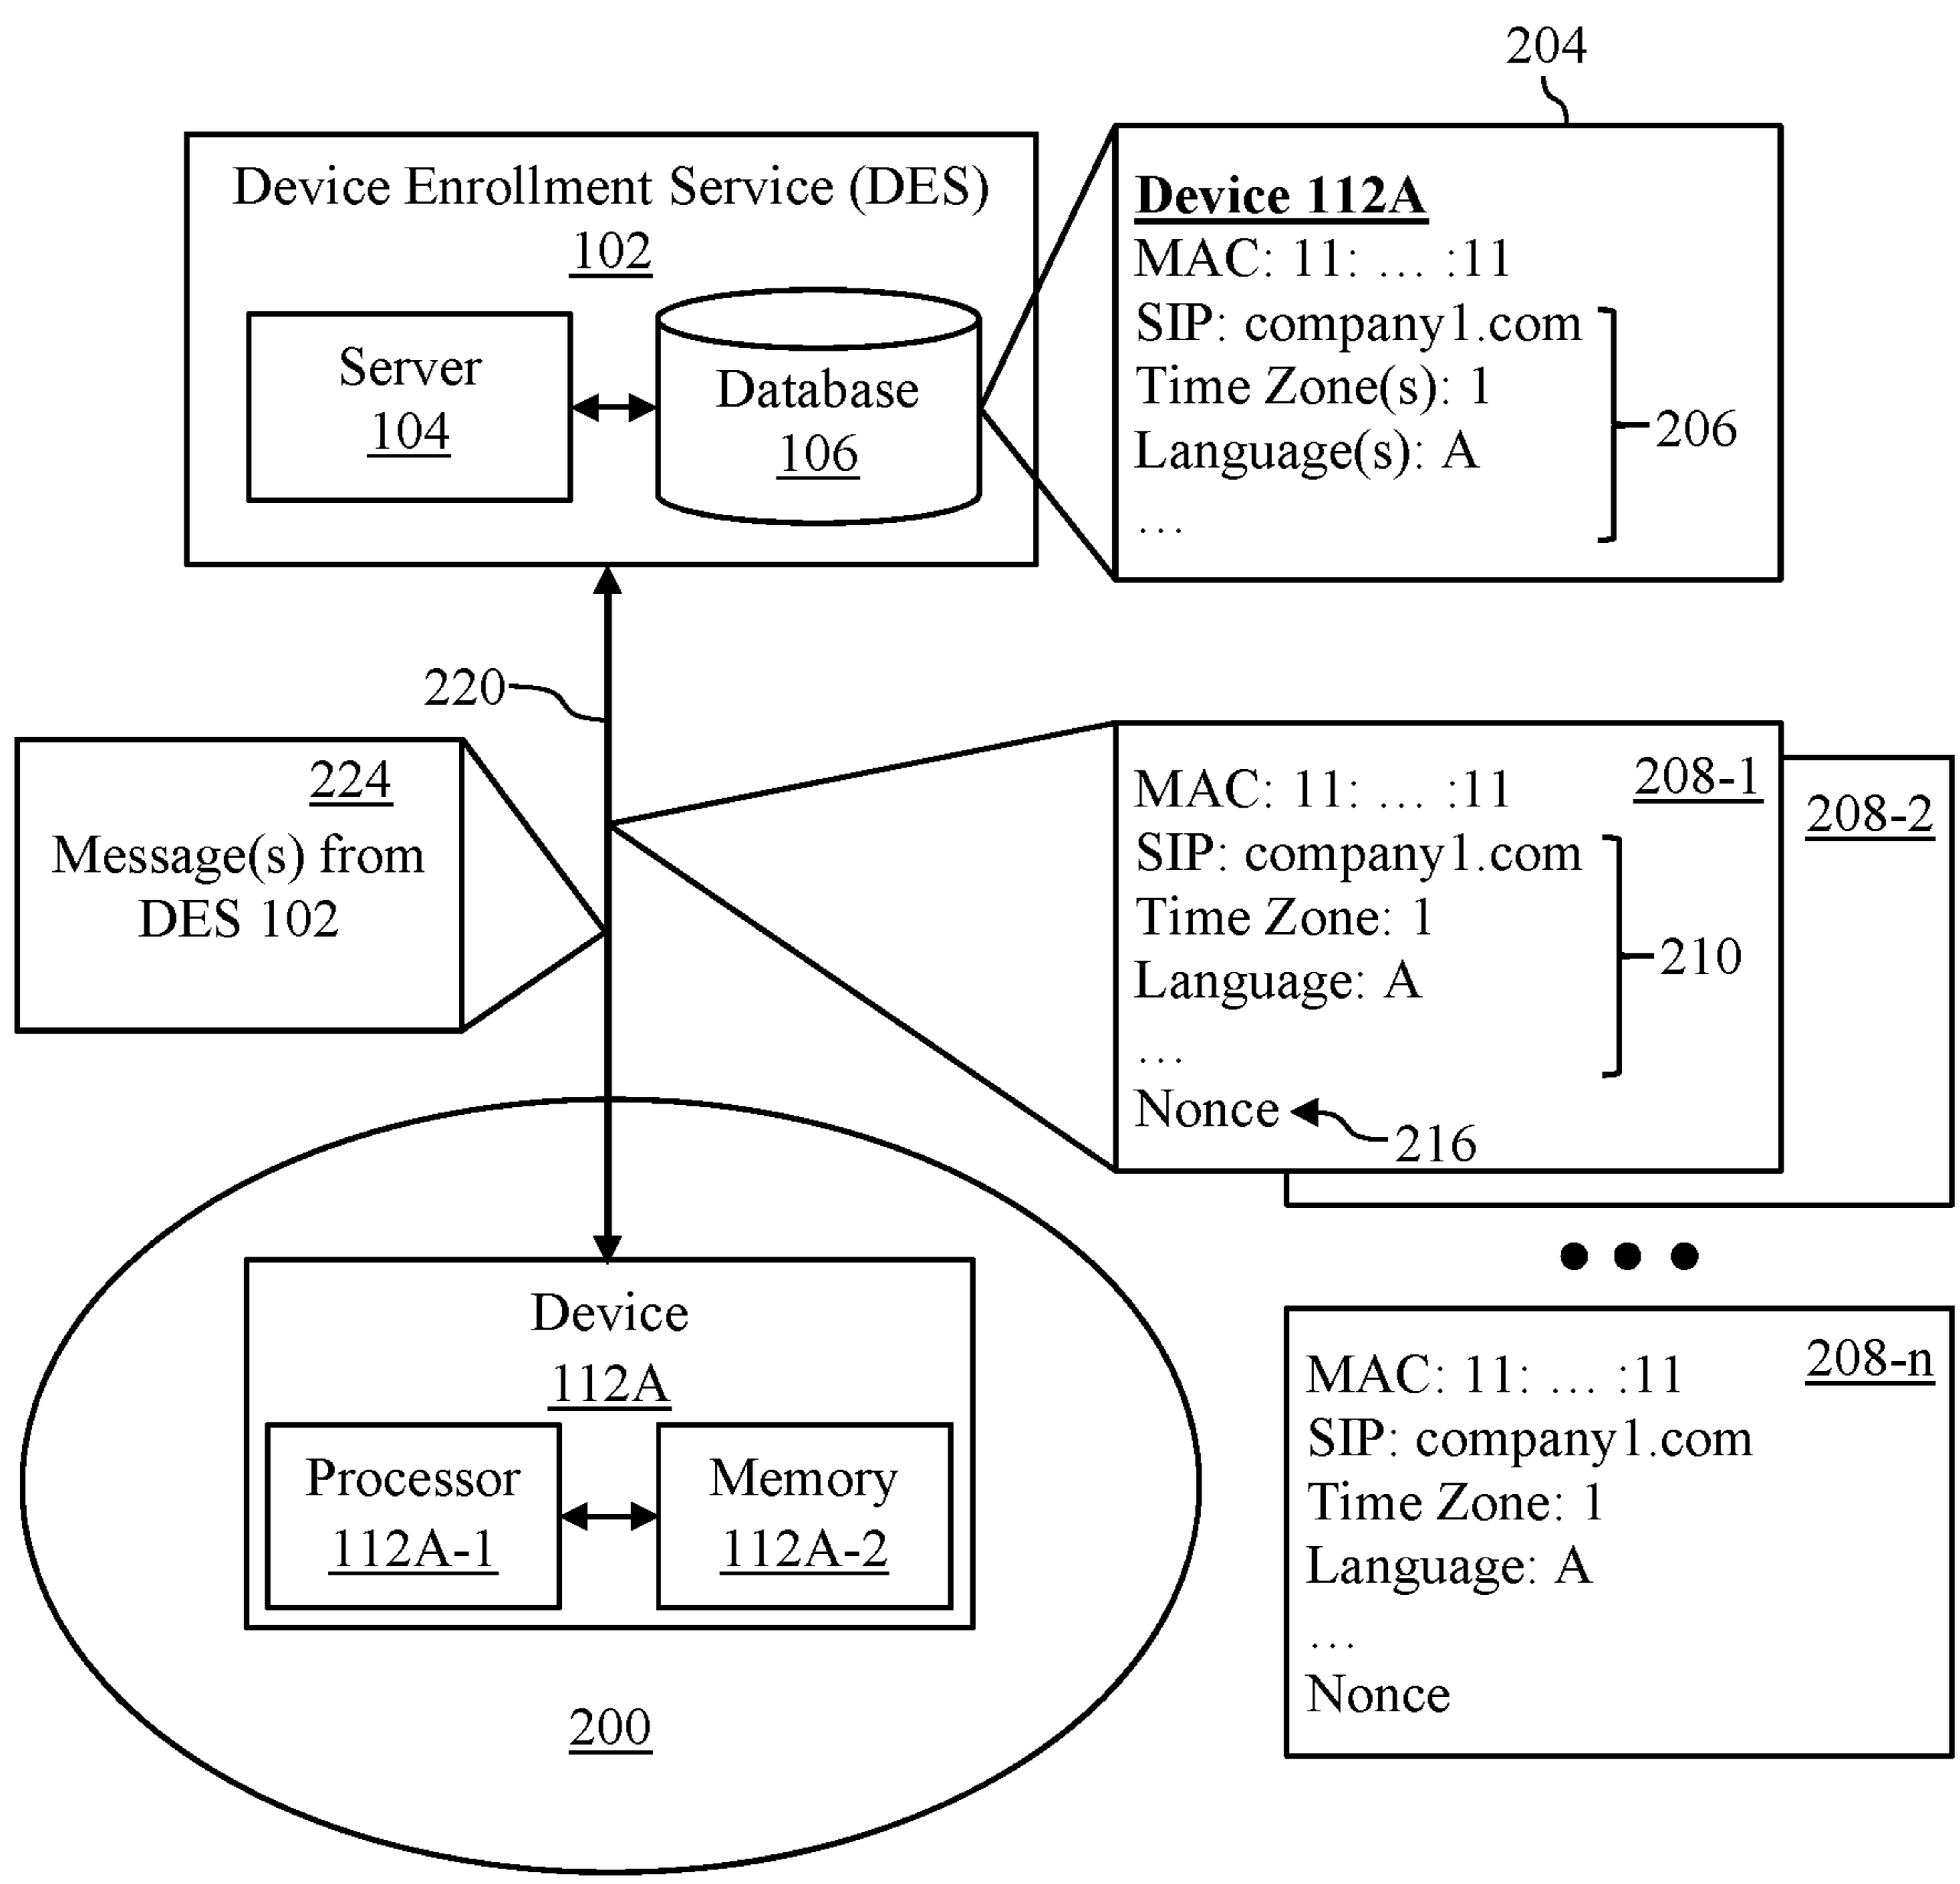 204
Device Enrollment Service (DES)
102
Server
104
Database
106
Device 112A
MAC: 11: ... :11
SIP: company1.com
Time Zone(s): 1
Language(s): A
...
206
220
224
Message(s) from
DES 102
208-1
MAC: 11: ... :11
SIP: company1.com
Time Zone: 1
Language: A
...
Nonce
210
216
208-2
Device
112A
Processor
112A-1
Memory
112A-2
200
208-n
MAC: 11: ... :11
SIP: company1.com
Time Zone: 1
Language: A
...
Nonce